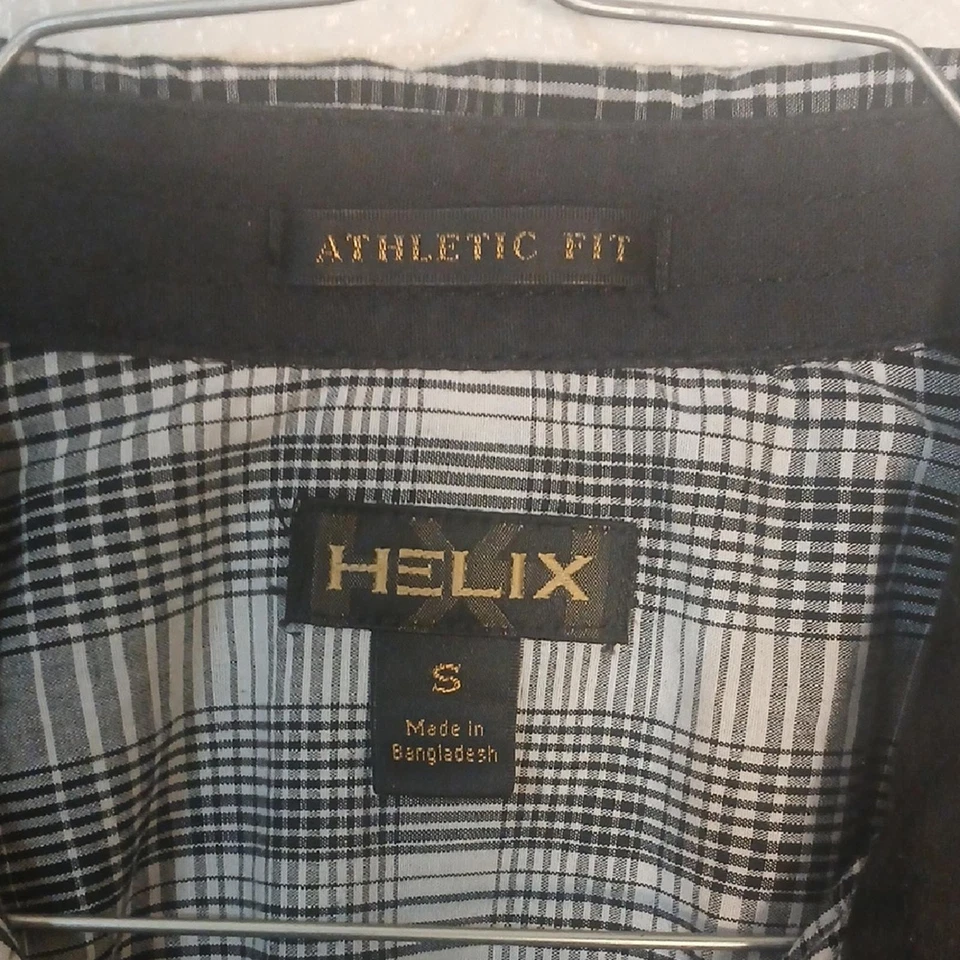 ATHLETIC FIT
HELIX
S
Made in
Bangladesh